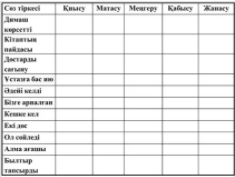 Сөз тіркесі Қиысу Матасу Меңгеру Қабысу Жанасу
Димаш
көрсетті
Кітаптың
пайдасы
Достарды
сағыну
Ұстазға бас ию
Әдейі келді
Бізге арналған
Кешке кел
Екі дос
Ол сөйледі
Алма ағашы
Былтыр
тапсырды